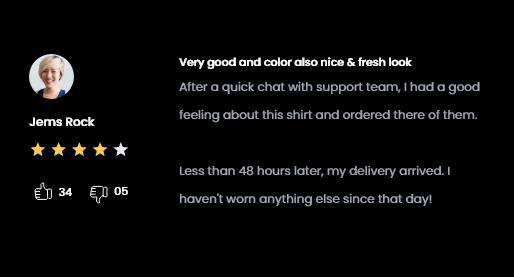 Very good and color also nice & fresh look
After a quick chat with support team, I had a good
feeling about this shirt and ordered there of them.
Jems Rock
34
05
Less than 48 hours later, my delivery arrived. I
haven't worn anything else since that day!